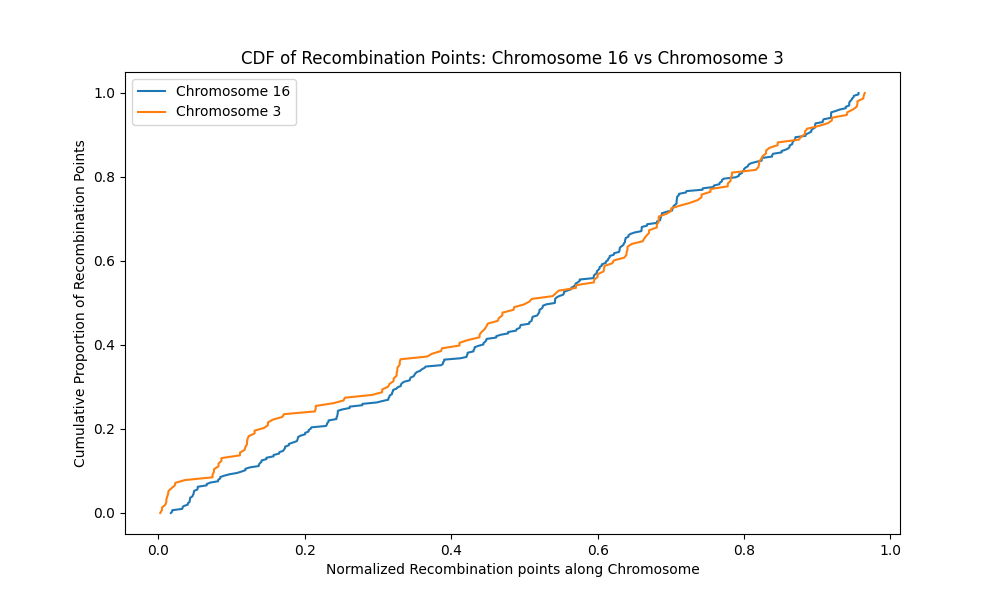 CDF of Recombination Points: Chromosome 16 vs Chromosome 3
Chromosome 16
Chromosome 3
Cumulative Proportion of Recombination Points
1.0
0.8
0.6
0.4
0.2
0.0
0.0 0.2 0.4 0.6 0.8 1.0
Normalized Recombination points along Chromosome